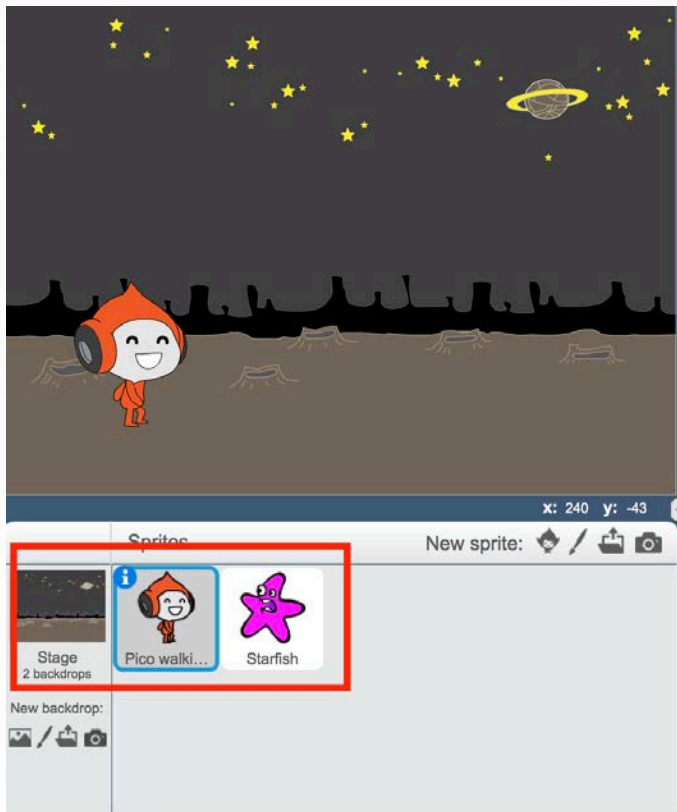 x: 240 y: -43
Sprites
New sprite:
Stage
2 backdrops
Pico walki...
Starfish
New backdrop: